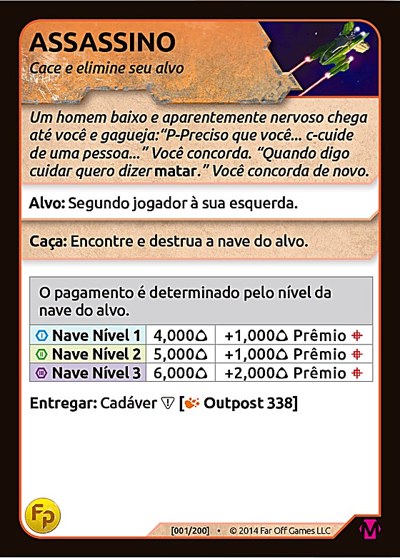 ASSASSINO
Cace e elimine seu alvo
Um homem baixo e aparentemente nervoso chega
até você e gagueja:“P-Preciso que você... c-cuide
de uma pessoa...” Você concorda. “Quando digo
cuidar quero dizer matar.” Você concorda de novo.
Alvo: Segundo jogador à sua esquerda.
Caça: Encontre e destrua a nave do alvo.
O pagamento é determinado pelo nível da
nave do alvo.
Nave Nível 1 4,000 +1,000 Prêmio
Nave Nível 2 5,000 +1,000 Prêmio
Nave Nível 3 6,000 +2,000 Prêmio
Entregar: Cadáver [Outpost 338]
FP
[001/200] • © 2014 Far Off Games LLC